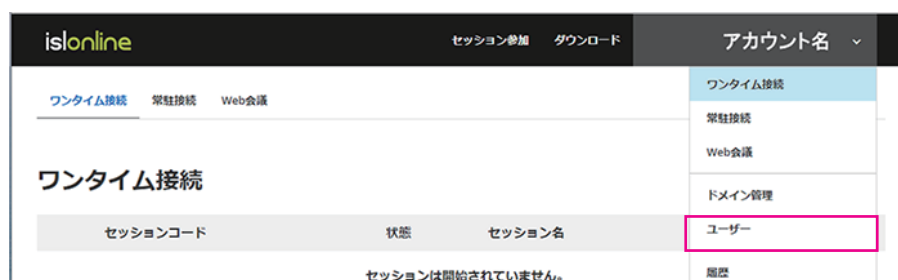 islonline
セッション参加 ダウンロード アカウント名
ワンタイム接続 常駐接続 Web会議
ワンタイム接続
常駐接続
Web会議
ドメイン管理
ユーザー
履歴
ワンタイム接続
セッションコード 状態 セッション名
セッションは開始されていません。